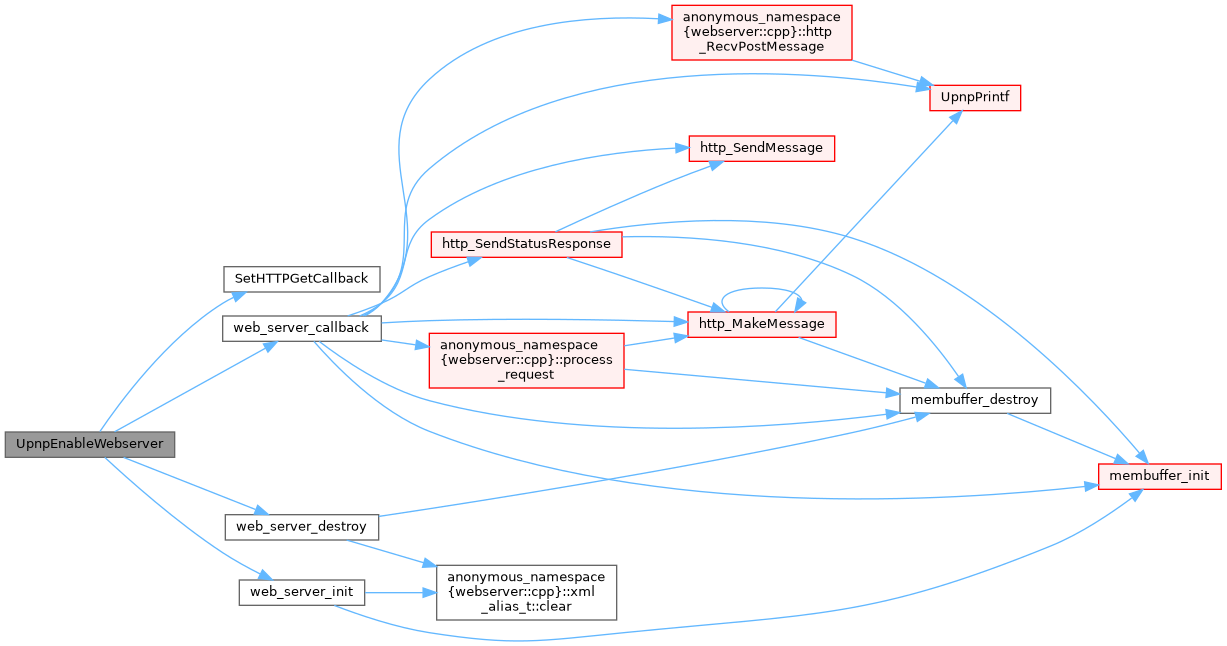 anonymous_namespace
{webserver::cpp}::http
_RecvPostMessage
UpnpPrintf
http_SendMessage
http_SendStatusResponse
SetHTTPGetCallback
web_server_callback
http_MakeMessage
anonymous_namespace
{webserver::cpp}::process
_request
membuffer_destroy
UpnpEnableWebserver
membuffer_init
web_server_destroy
web_server_init
anonymous_namespace
{webserver::cpp}::xml
_alias_t::clear